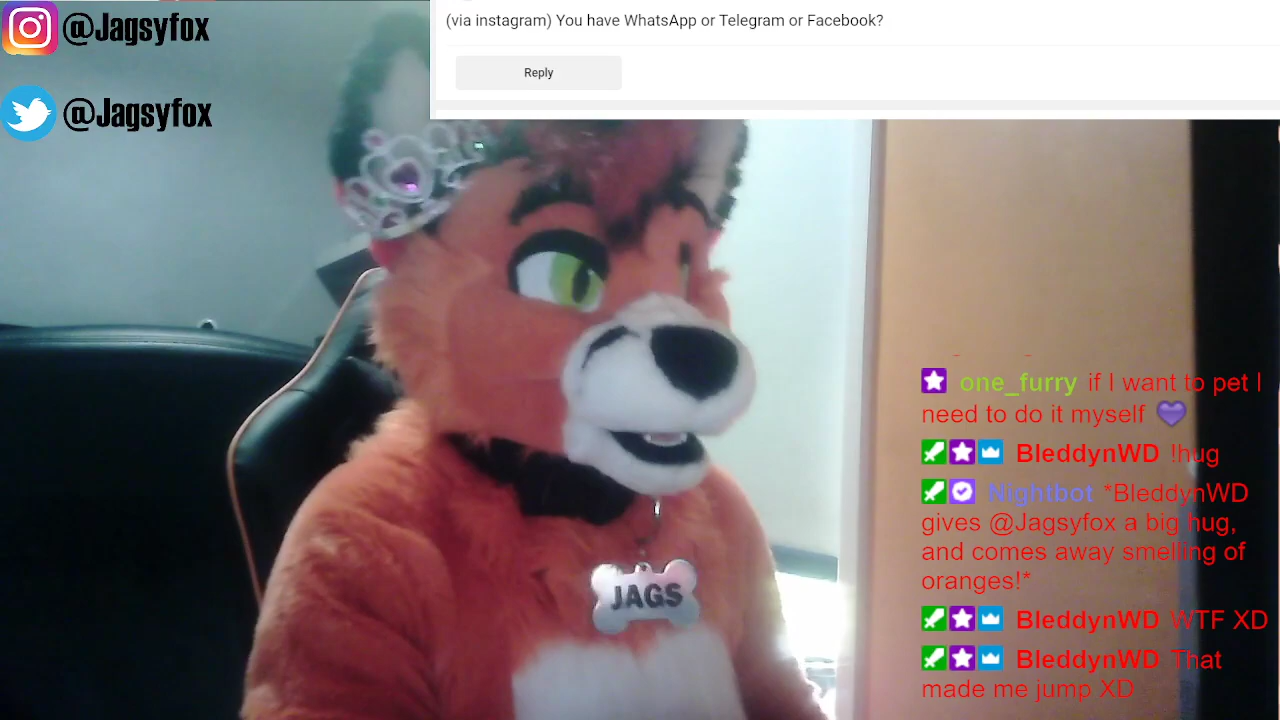 @Jagsyfox
(via instagram) You have WhatsApp or Telegram or Facebook?
Reply
@Jagsyfox
one_furry if I want to pet I
need to do it myself
BleddynWD !hug
Nightbot *BleddynWD
gives @Jagsyfox a big hug,
and comes away smelling of
oranges!*
BleddynWD WTF XD
BleddynWD That
made me jump XD
JAGS